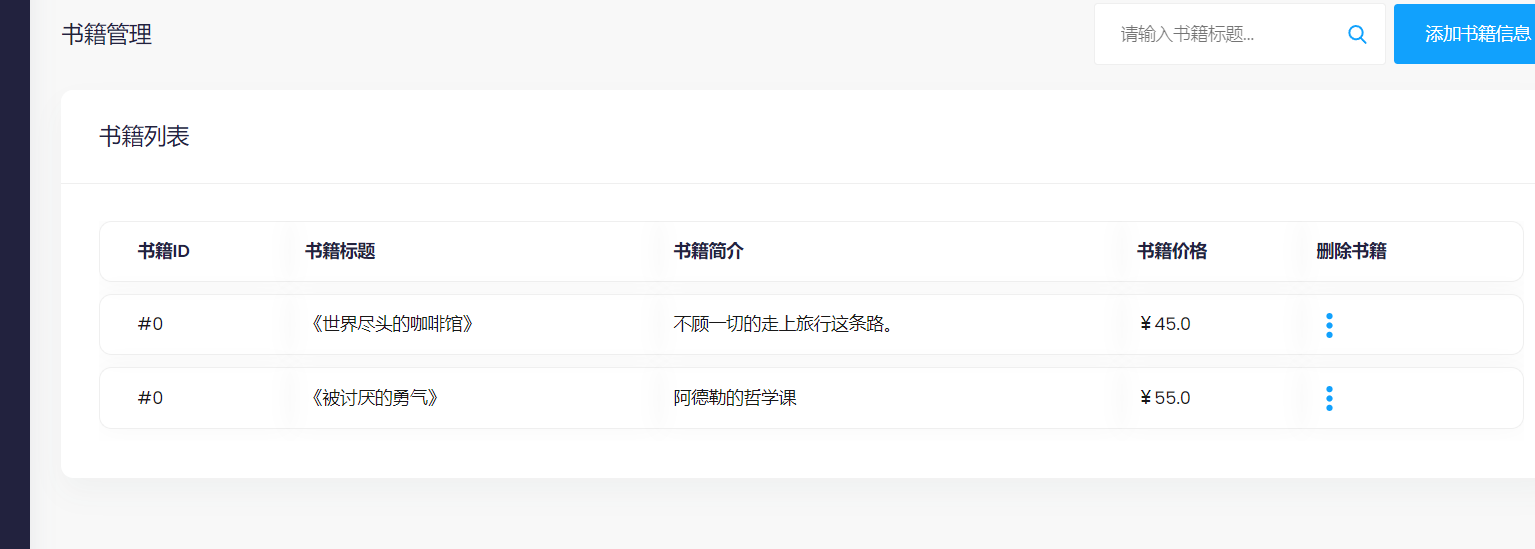 书籍管理
请输入书籍标题...
添加书籍信息
书籍列表
书籍ID 书籍标题 书籍简介 书籍价格 删除书籍
#0 《世界尽头的咖啡馆》 不顾一切的走上旅行这条路。 ¥45.0
#0 《被讨厌的勇气》 阿德勒的哲学课 ¥55.0